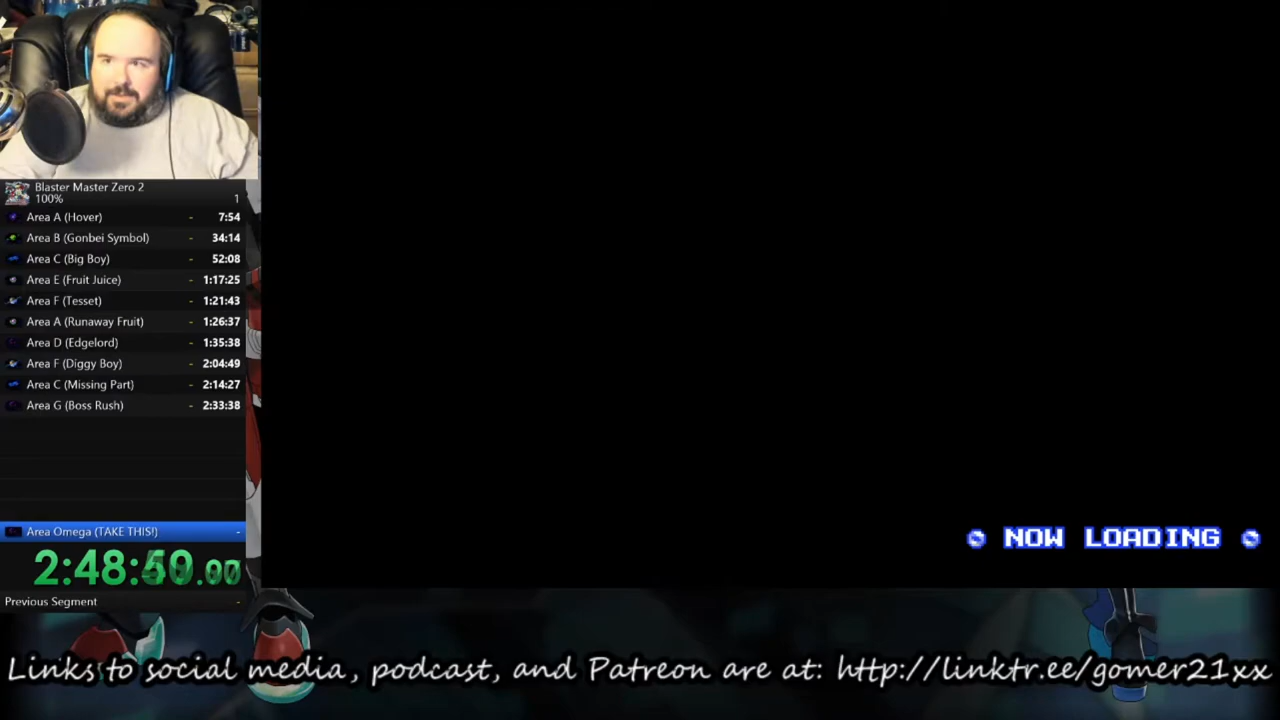 Blaster Master Zero 2
100% 1
Area A (Hover) - 7:54
Area B (Gonbei Symbol) - 34:14
Area C (Big Boy) - 52:08
Area E (Fruit Juice) - 1:17:25
Area F (Tesset) - 1:21:43
Area A (Runaway Fruit) - 1:26:37
Area D (Edgelord) - 1:35:38
Area F (Diggy Boy) - 2:04:49
Area C (Missing Part) - 2:14:27
Area G (Boss Rush) - 2:33:38
Area Omega (TAKE THIS!) -
NOW LOADING
Previous Segment -
Links to social media, podcast, and Patreon are at: http://linktr.ee/gomer21xx